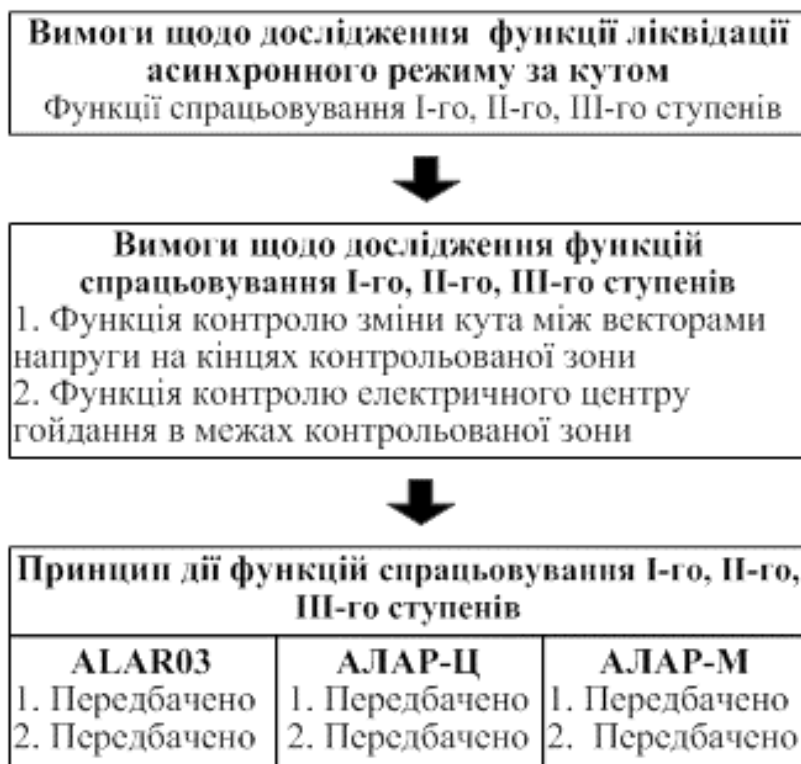 Вимоги щодо дослідження функції ліквідації
асинхронного режиму за кутом
Функції спрацьовування І-го, ІІ-го, ІІІ-го ступенів
Вимоги щодо дослідження функцій
спрацьовування І-го, ІІ-го, ІІІ-го ступенів
1. Функція контролю зміни кута між векторами
напруги на кінцях контрольованої зони
2. Функція контролю електричного центру
гойдання в межах контрольованої зони
Принцип дії функцій спрацьовування І-го, ІІ-го,
ІІІ-го ступенів
ALAR03
1. Передбачено
2. Передбачено
АЛАР-Ц
1. Передбачено
2. Передбачено
АЛАР-М
1. Передбачено
2. Передбачено